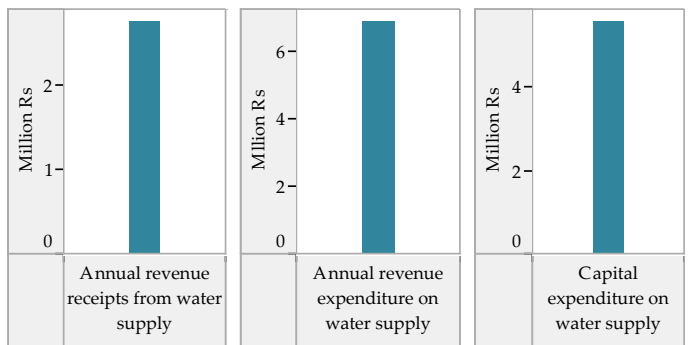 Million Rs
2
1
0
Annual revenue
receipts from water
supply
Mllion Rs
6
4
2
0
Annual revenue
expenditure on
water supply
Million Rs
4
2
0
Capital
expenditure on
water supply